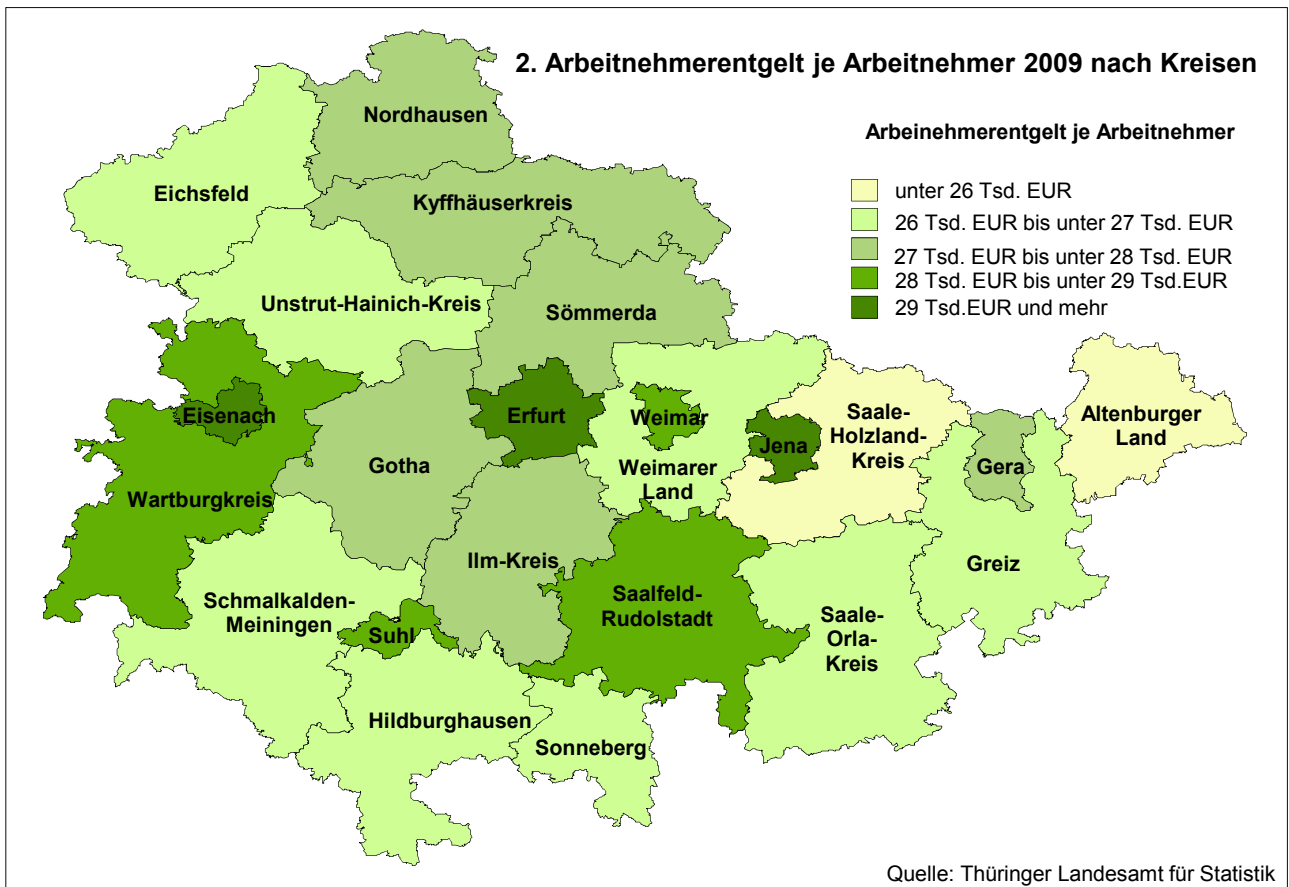 2. Arbeitnehmerentgelt je Arbeitnehmer 2009 nach Kreisen
Arbeinehmerentgelt je Arbeitnehmer
unter 26 Tsd. EUR
26 Tsd. EUR bis unter 27 Tsd. EUR
27 Tsd. EUR bis unter 28 Tsd. EUR
28 Tsd. EUR bis unter 29 Tsd.EUR
29 Tsd.EUR und mehr
Nordhausen
Eichsfeld
Kyffhäuserkreis
Unstrut-Hainich-Kreis
Sömmerda
Eisenach
Erfurt
Weimar
Jena
Saale-
Holzland-
Kreis
Altenburger
Land
Gotha
Weimarer
Land
Gera
Wartburgkreis
Ilm-Kreis
Greiz
Schmalkalden-
Meiningen
Suhl
Saalfeld-
Rudolstadt
Saale-
Orla-
Kreis
Hildburghausen
Sonneberg
Quelle: Thüringer Landesamt für Statistik